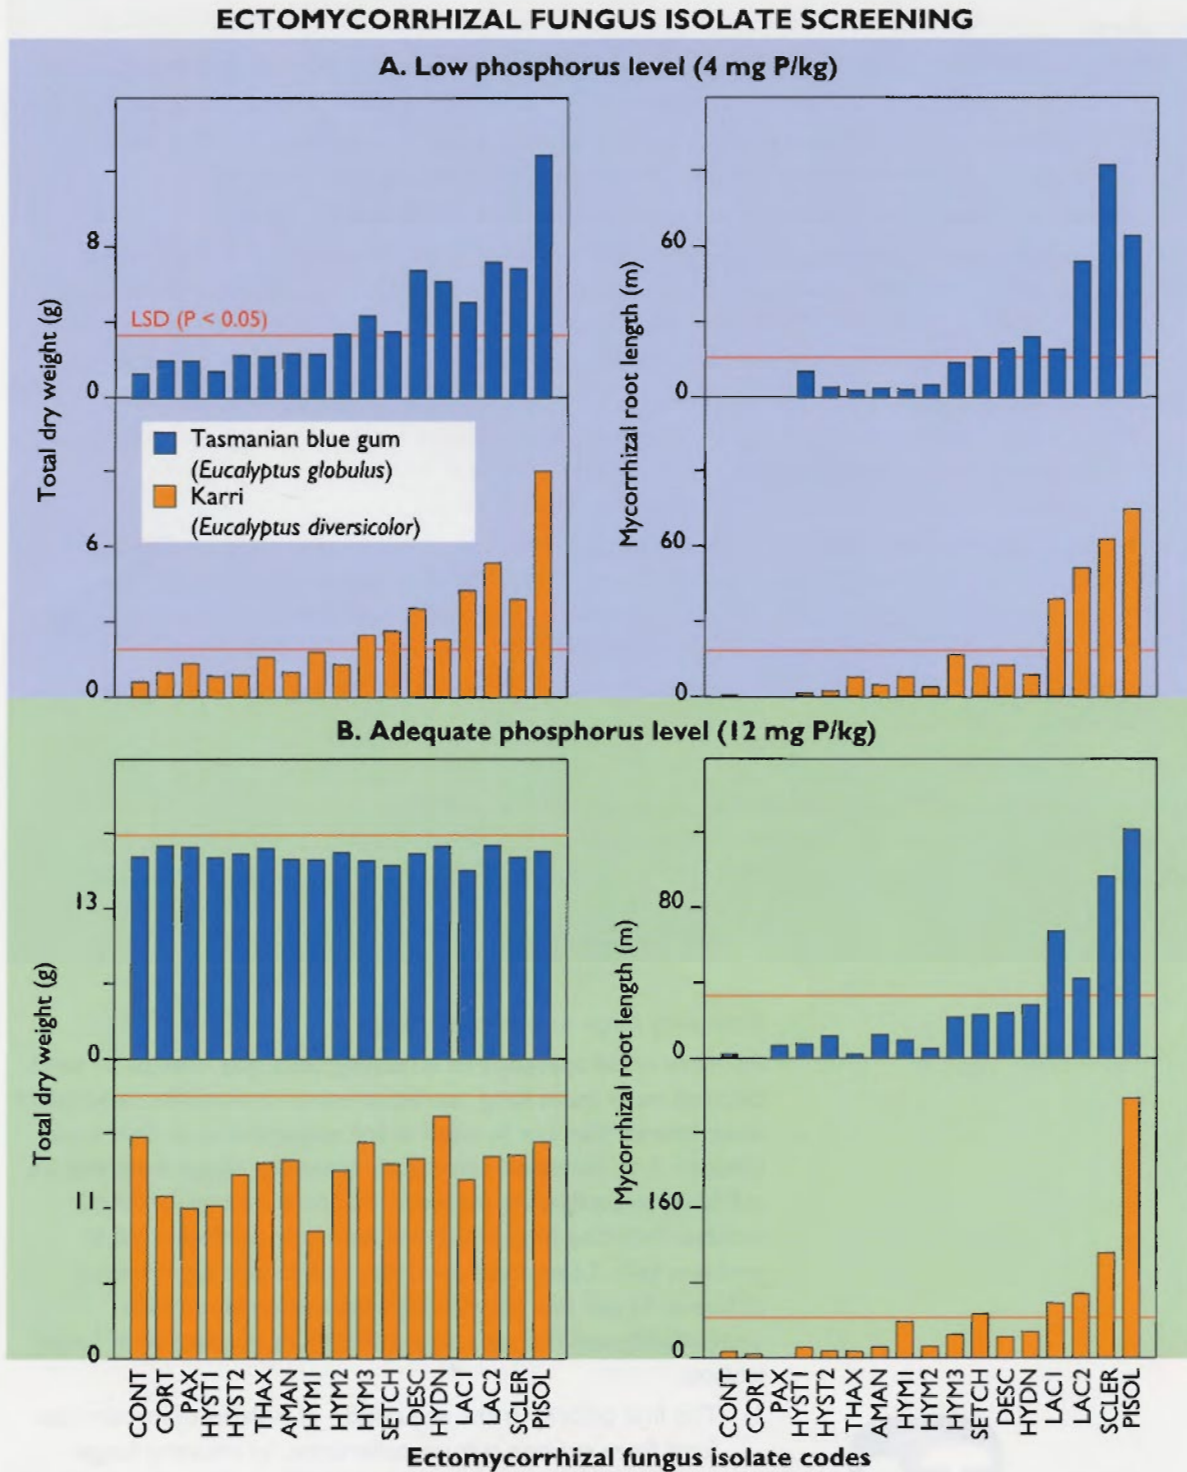 ECTOMYCORRHIZAL FUNGUS ISOLATE SCREENING
A. Low phosphorus level (4 mg P/kg)
Total dry weight (g)
8
LSD (P < 0.05)
0
Tasmanian blue gum
(Eucalyptus globulus)
Karri
(Eucalyptus diversicolor)
6
0
Mycorrhizal root length (m)
60
0
60
0
B. Adequate phosphorus level (12 mg P/kg)
Total dry weight (g)
13
0
11
0
Mycorrhizal root length (m)
80
0
160
0
CONT
CORT
PAX
HYST1
HYST2
THAX
AMAN
HYM1
HYM2
HYM3
SETCH
DESC
HYDN
LAC1
LAC2
SCLER
PISOL
CONT
CORT
PAX
HYST1
HYST2
THAX
AMAN
HYM1
HYM2
HYM3
SETCH
DESC
HYDN
LAC1
LAC2
SCLER
PISOL
Ectomycorrhizal fungus isolate codes